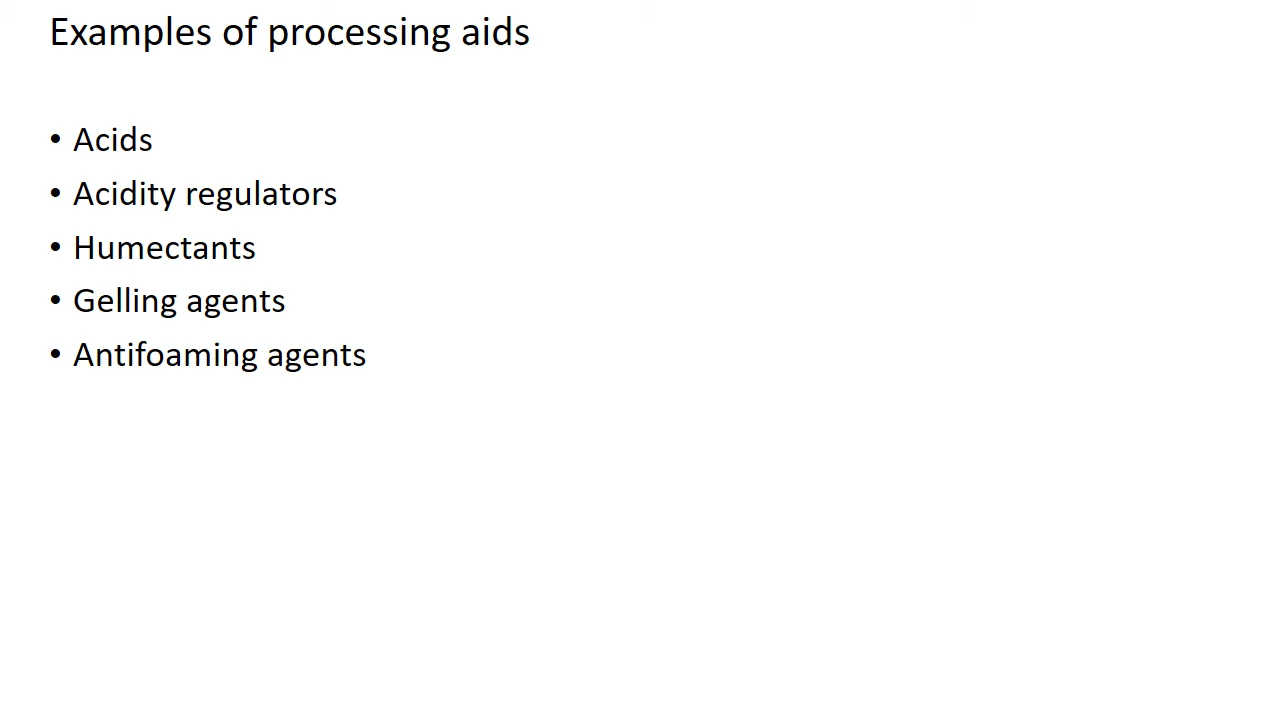 Examples of processing aids
• Acids
• Acidity regulators
• Humectants
• Gelling agents
• Antifoaming agents